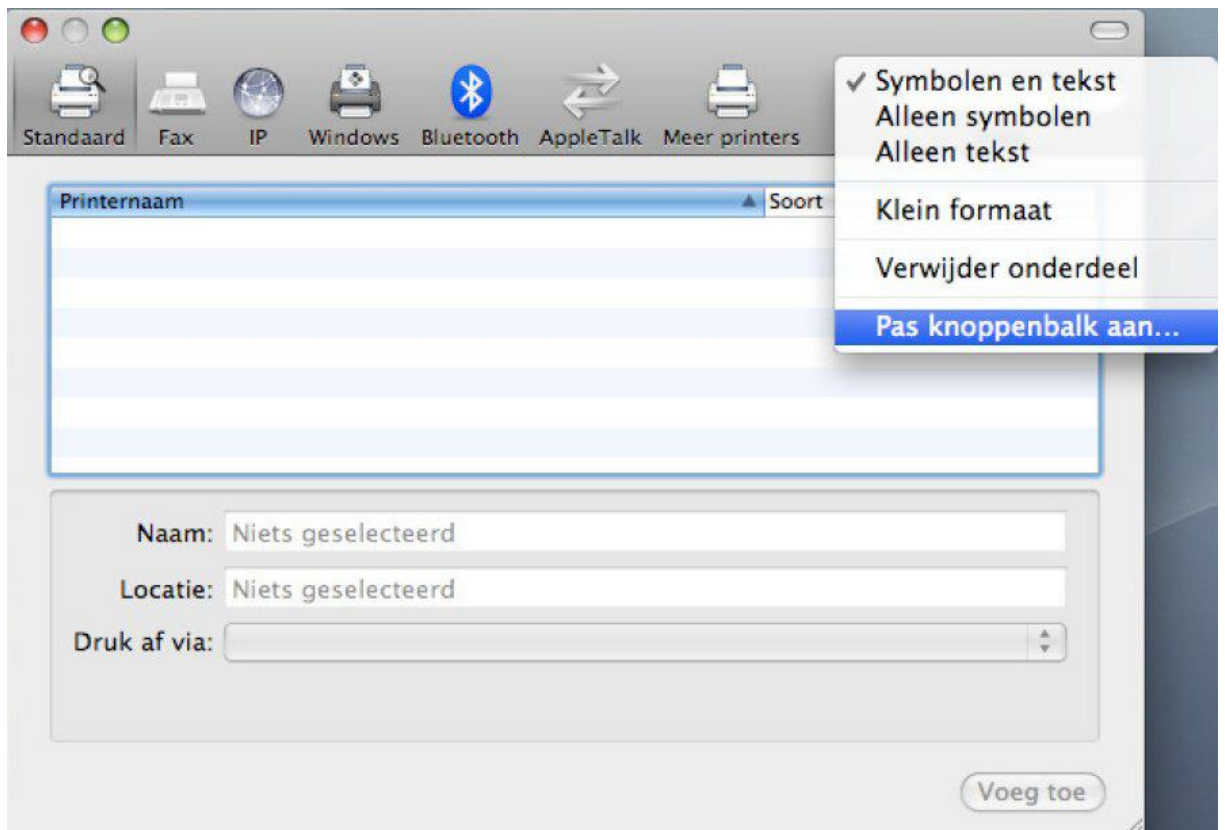 Standaard Fax IP Windows Bluetooth AppleTalk Meer printers
✓ Symbolen en tekst
Alleen symbolen
Alleen tekst
Klein formaat
Verwijder onderdeel
Pas knoppenbalk aan...
Printernaam Soort
Naam: Niets geselecteerd
Locatie: Niets geselecteerd
Druk af via:
Voeg toe